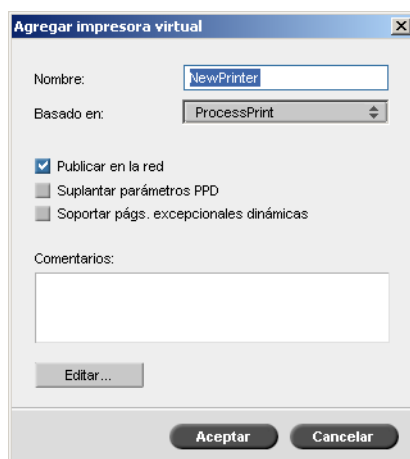 Agregar impresora virtual
Nombre: NewPrinter
Basado en: ProcessPrint
Publicar en la red
Suplantar parámetros PPD
Soportar págs. excepcionales dinámicas
Comentarios:
Editar...
Aceptar Cancelar